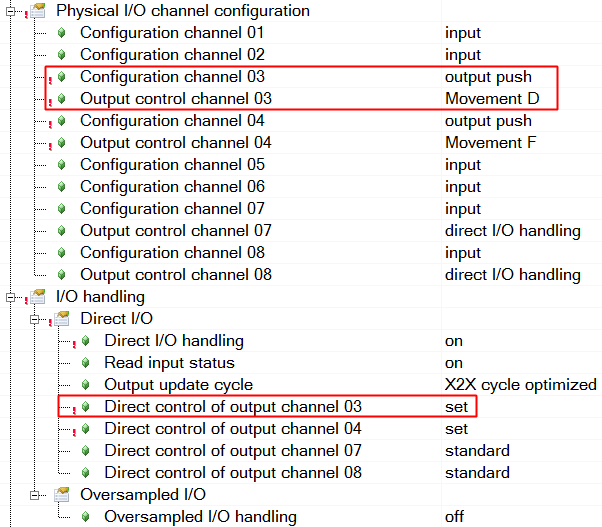 Physical I/O channel configuration
Configuration channel 01 input
Configuration channel 02 input
Configuration channel 03 output push
Output control channel 03 Movement D
Configuration channel 04 output push
Output control channel 04 Movement F
Configuration channel 05 input
Configuration channel 06 input
Configuration channel 07 input
Output control channel 07 direct I/O handling
Configuration channel 08 input
Output control channel 08 direct I/O handling
I/O handling
Direct I/O
Direct I/O handling on
Read input status on
Output update cycle X2X cycle optimized
Direct control of output channel 03 set
Direct control of output channel 04 set
Direct control of output channel 07 standard
Direct control of output channel 08 standard
Oversampled I/O
Oversampled I/O handling off